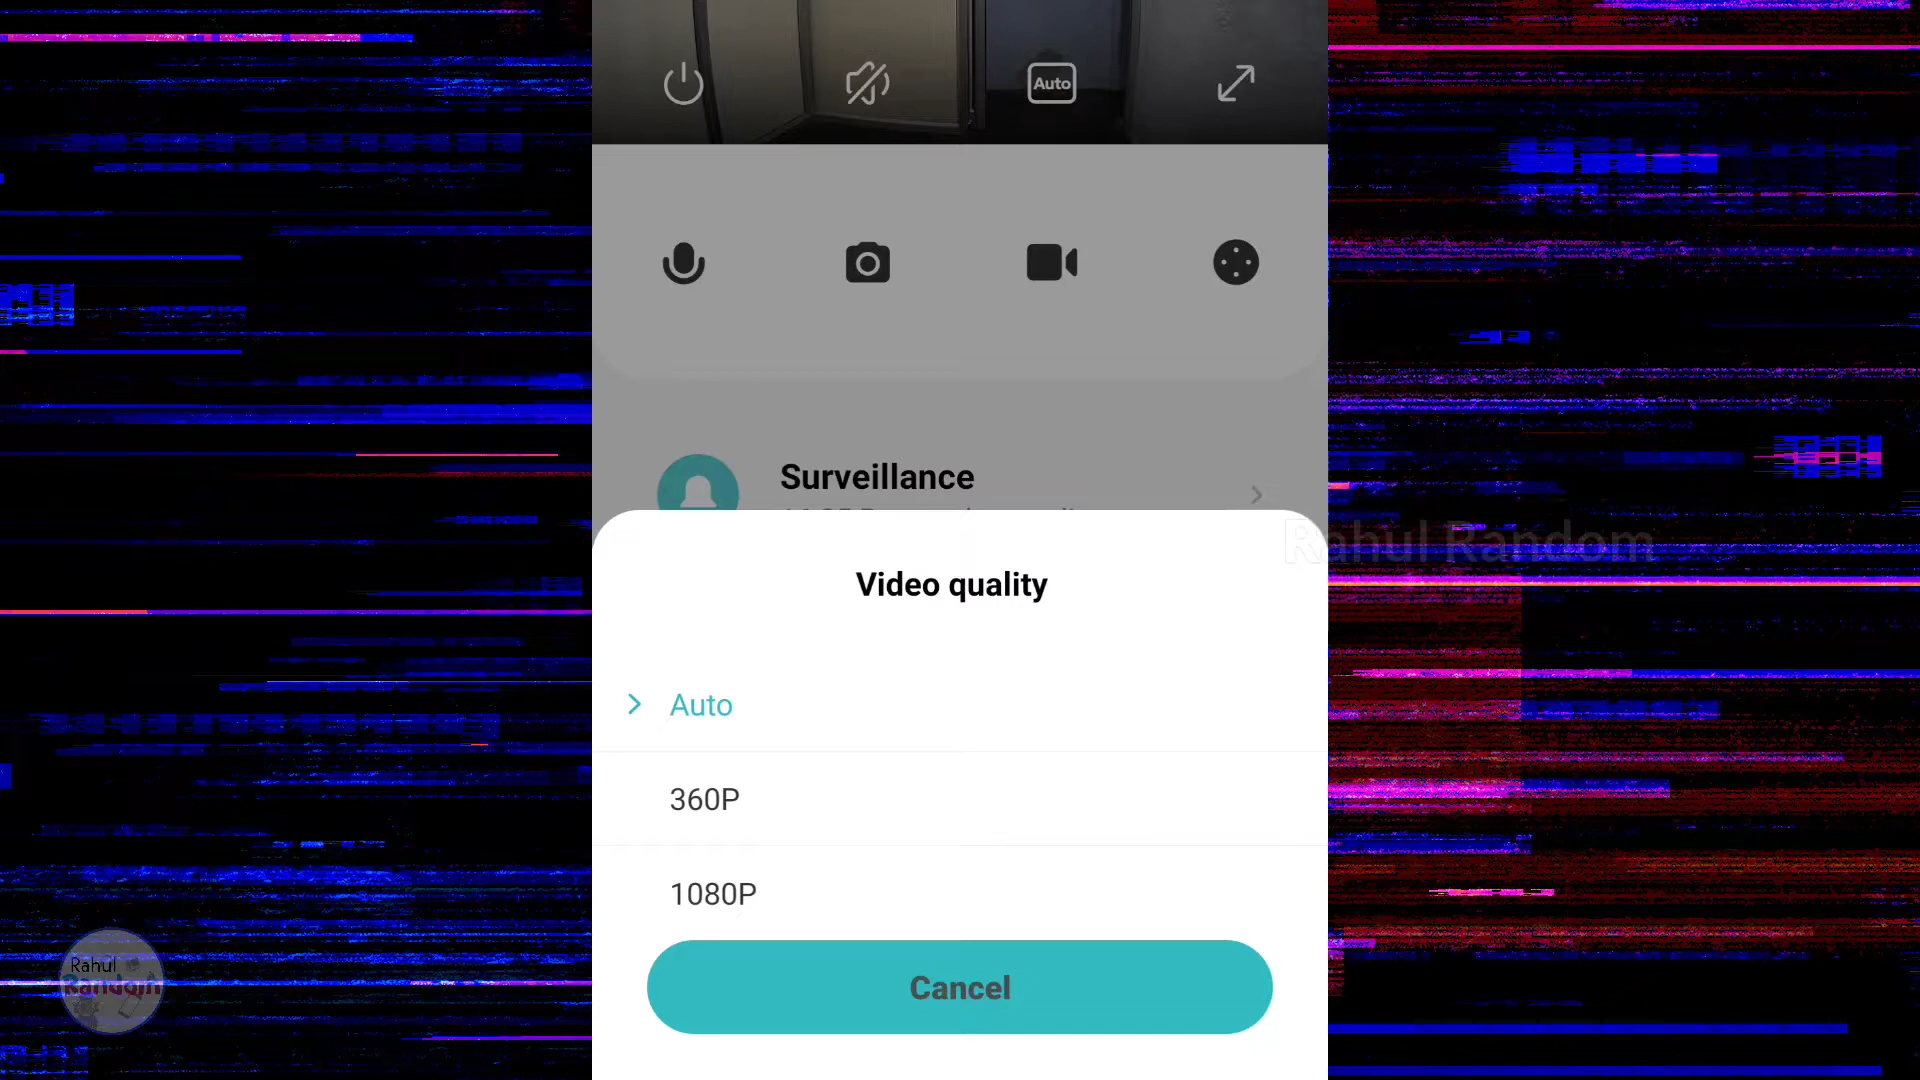 Auto
Surveillance
Rahul Random
Video quality
Auto
360P
1080P
Rahul
Random
Cancel